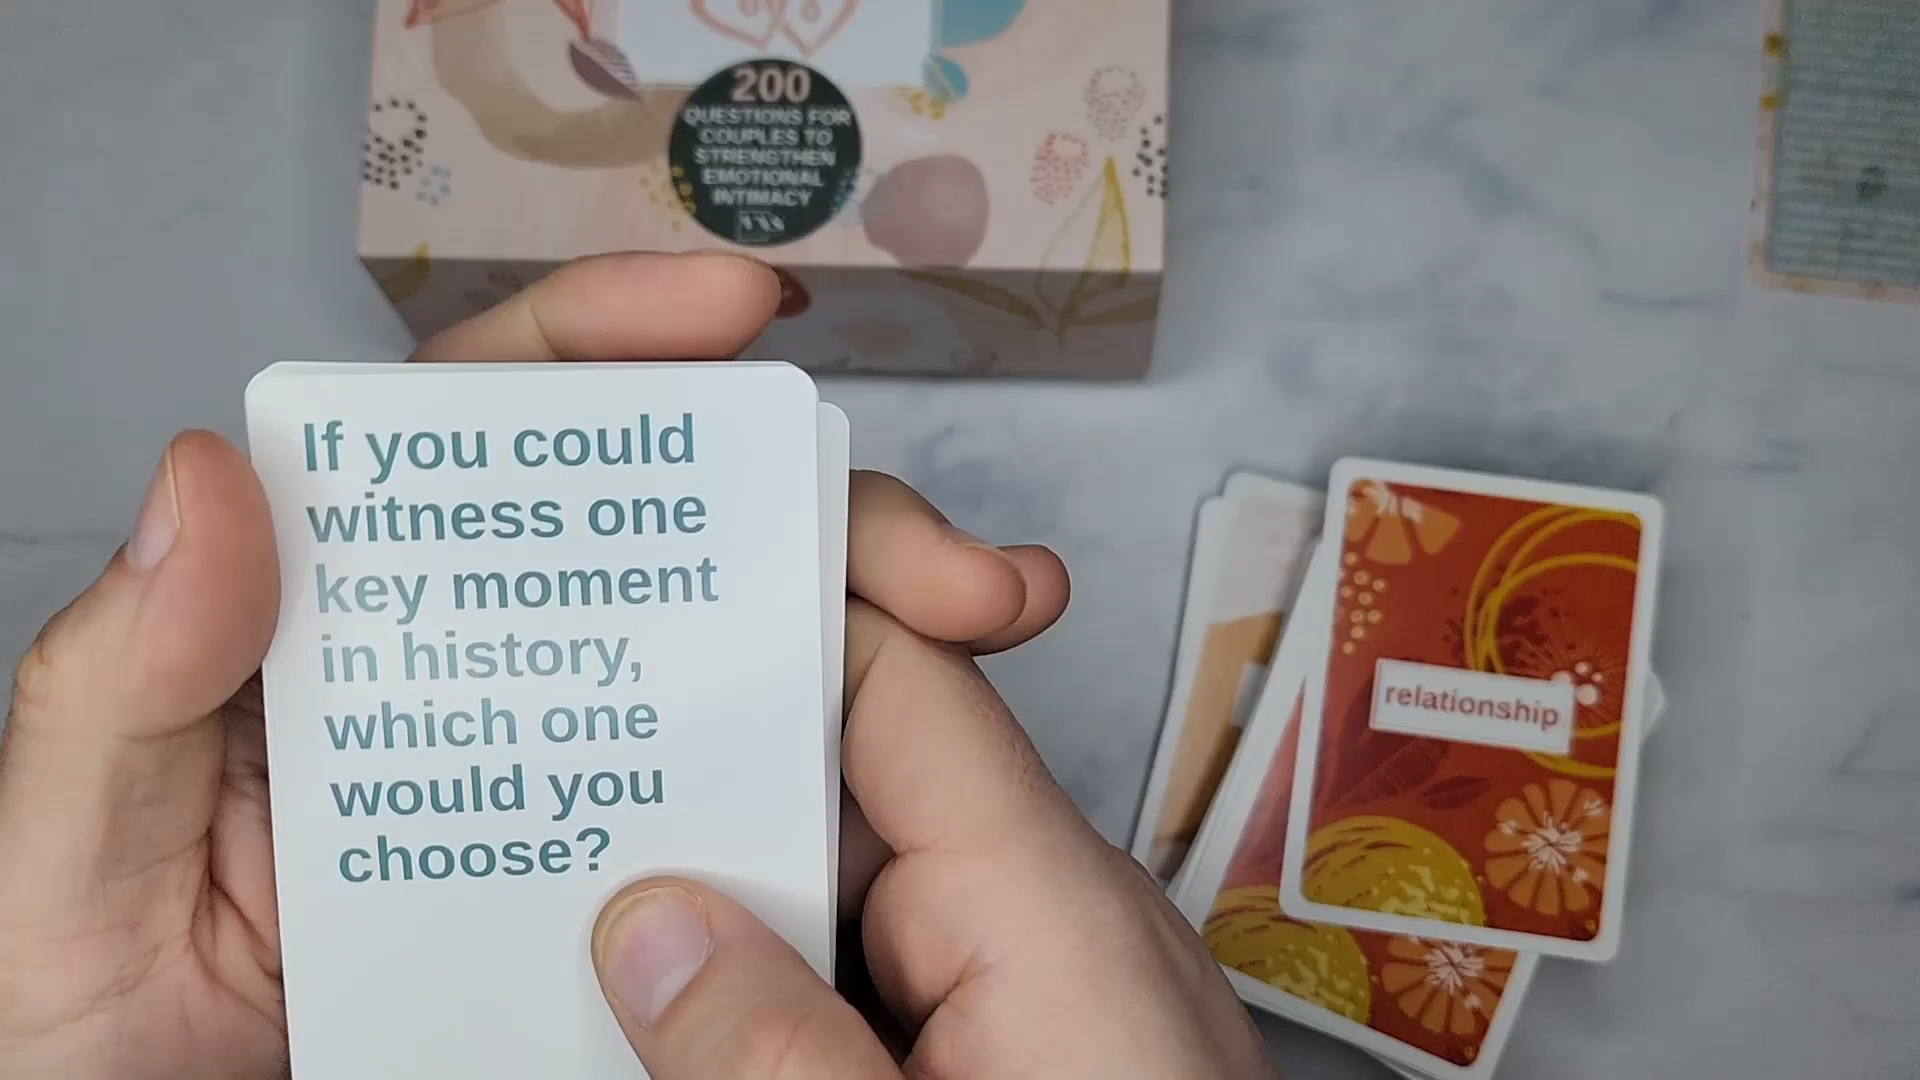 200
QUESTIONS FOR
COUPLES TO
STRENGTHEN
EMOTIONAL
INTIMACY
If you could
witness one
key moment
in history,
which one
would you
choose?
relationship